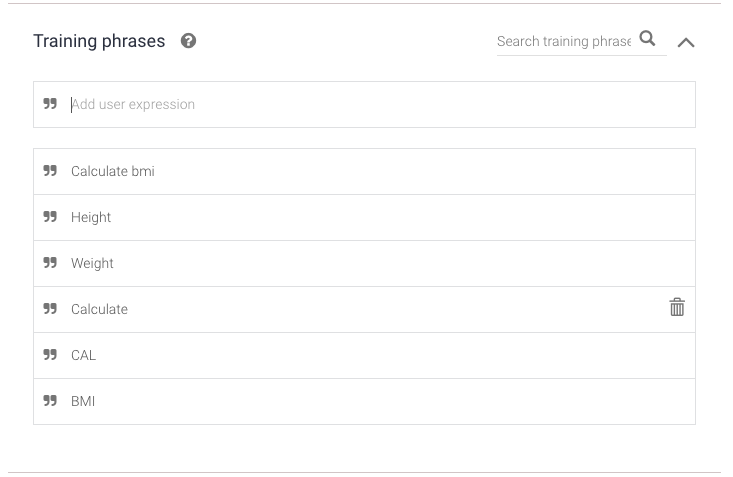 Training phrases
Search training phrase
Add user expression
Calculate bmi
Height
Weight
Calculate
CAL
BMI